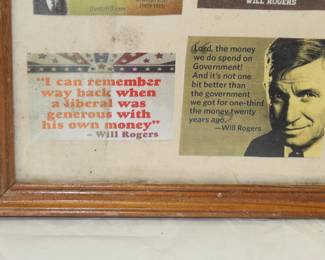 WILL ROGERS
"I can remember
way back when
a liberal was
generous with
his own money"
– Will Rogers
Lord, the money
we do spend on
Government!
And it's not one
bit better than
the government
we got for one-third
the money twenty
years ago.
—Will Rogers